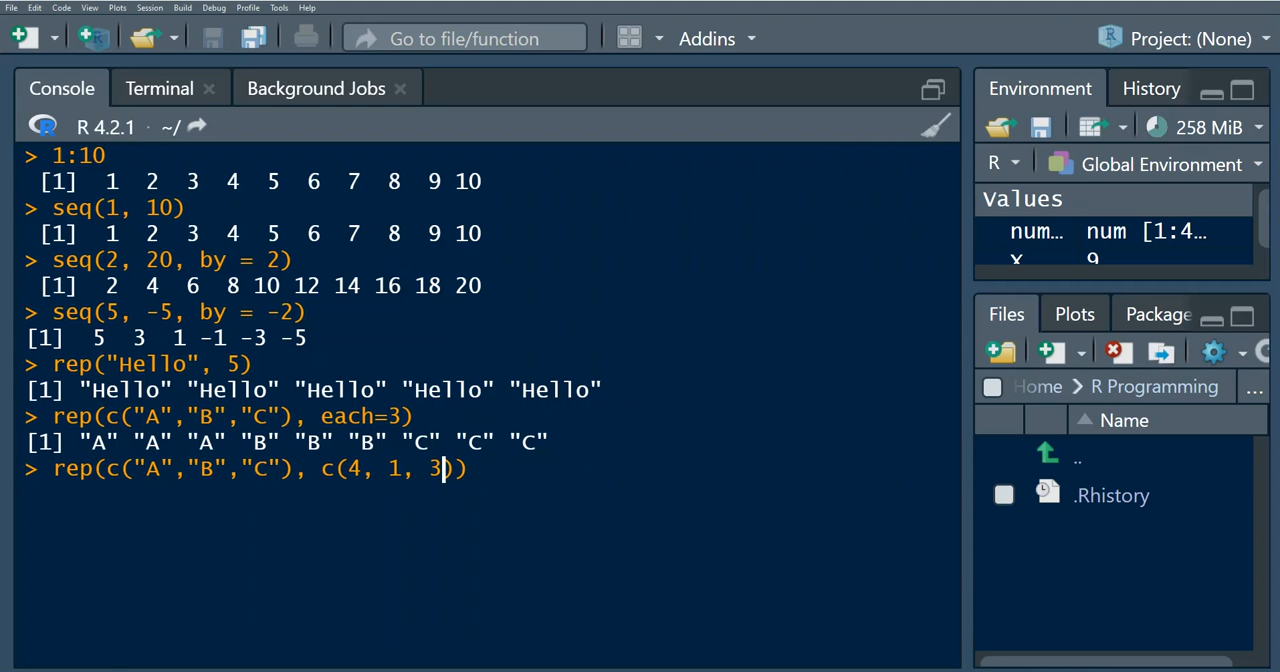 File Edit Code View Plots Session Build Debug Profile Tools Help
Go to file/function Addins Project: (None)
Console Terminal Background Jobs
R 4.2.1 · ~/
> 1:10
[1] 1 2 3 4 5 6 7 8 9 10
> seq(1, 10)
[1] 1 2 3 4 5 6 7 8 9 10
> seq(2, 20, by = 2)
[1] 2 4 6 8 10 12 14 16 18 20
> seq(5, -5, by = -2)
[1] 5 3 1 -1 -3 -5
> rep("Hello", 5)
[1] "Hello" "Hello" "Hello" "Hello" "Hello"
> rep(c("A","B","C"), each=3)
[1] "A" "A" "A" "B" "B" "B" "C" "C" "C"
> rep(c("A","B","C"), c(4, 1, 3))
Environment History
258 MiB
R Global Environment
Values
num… num [1:4…
x 9
Files Plots Package
Home R Programming ...
Name
..
.Rhistory